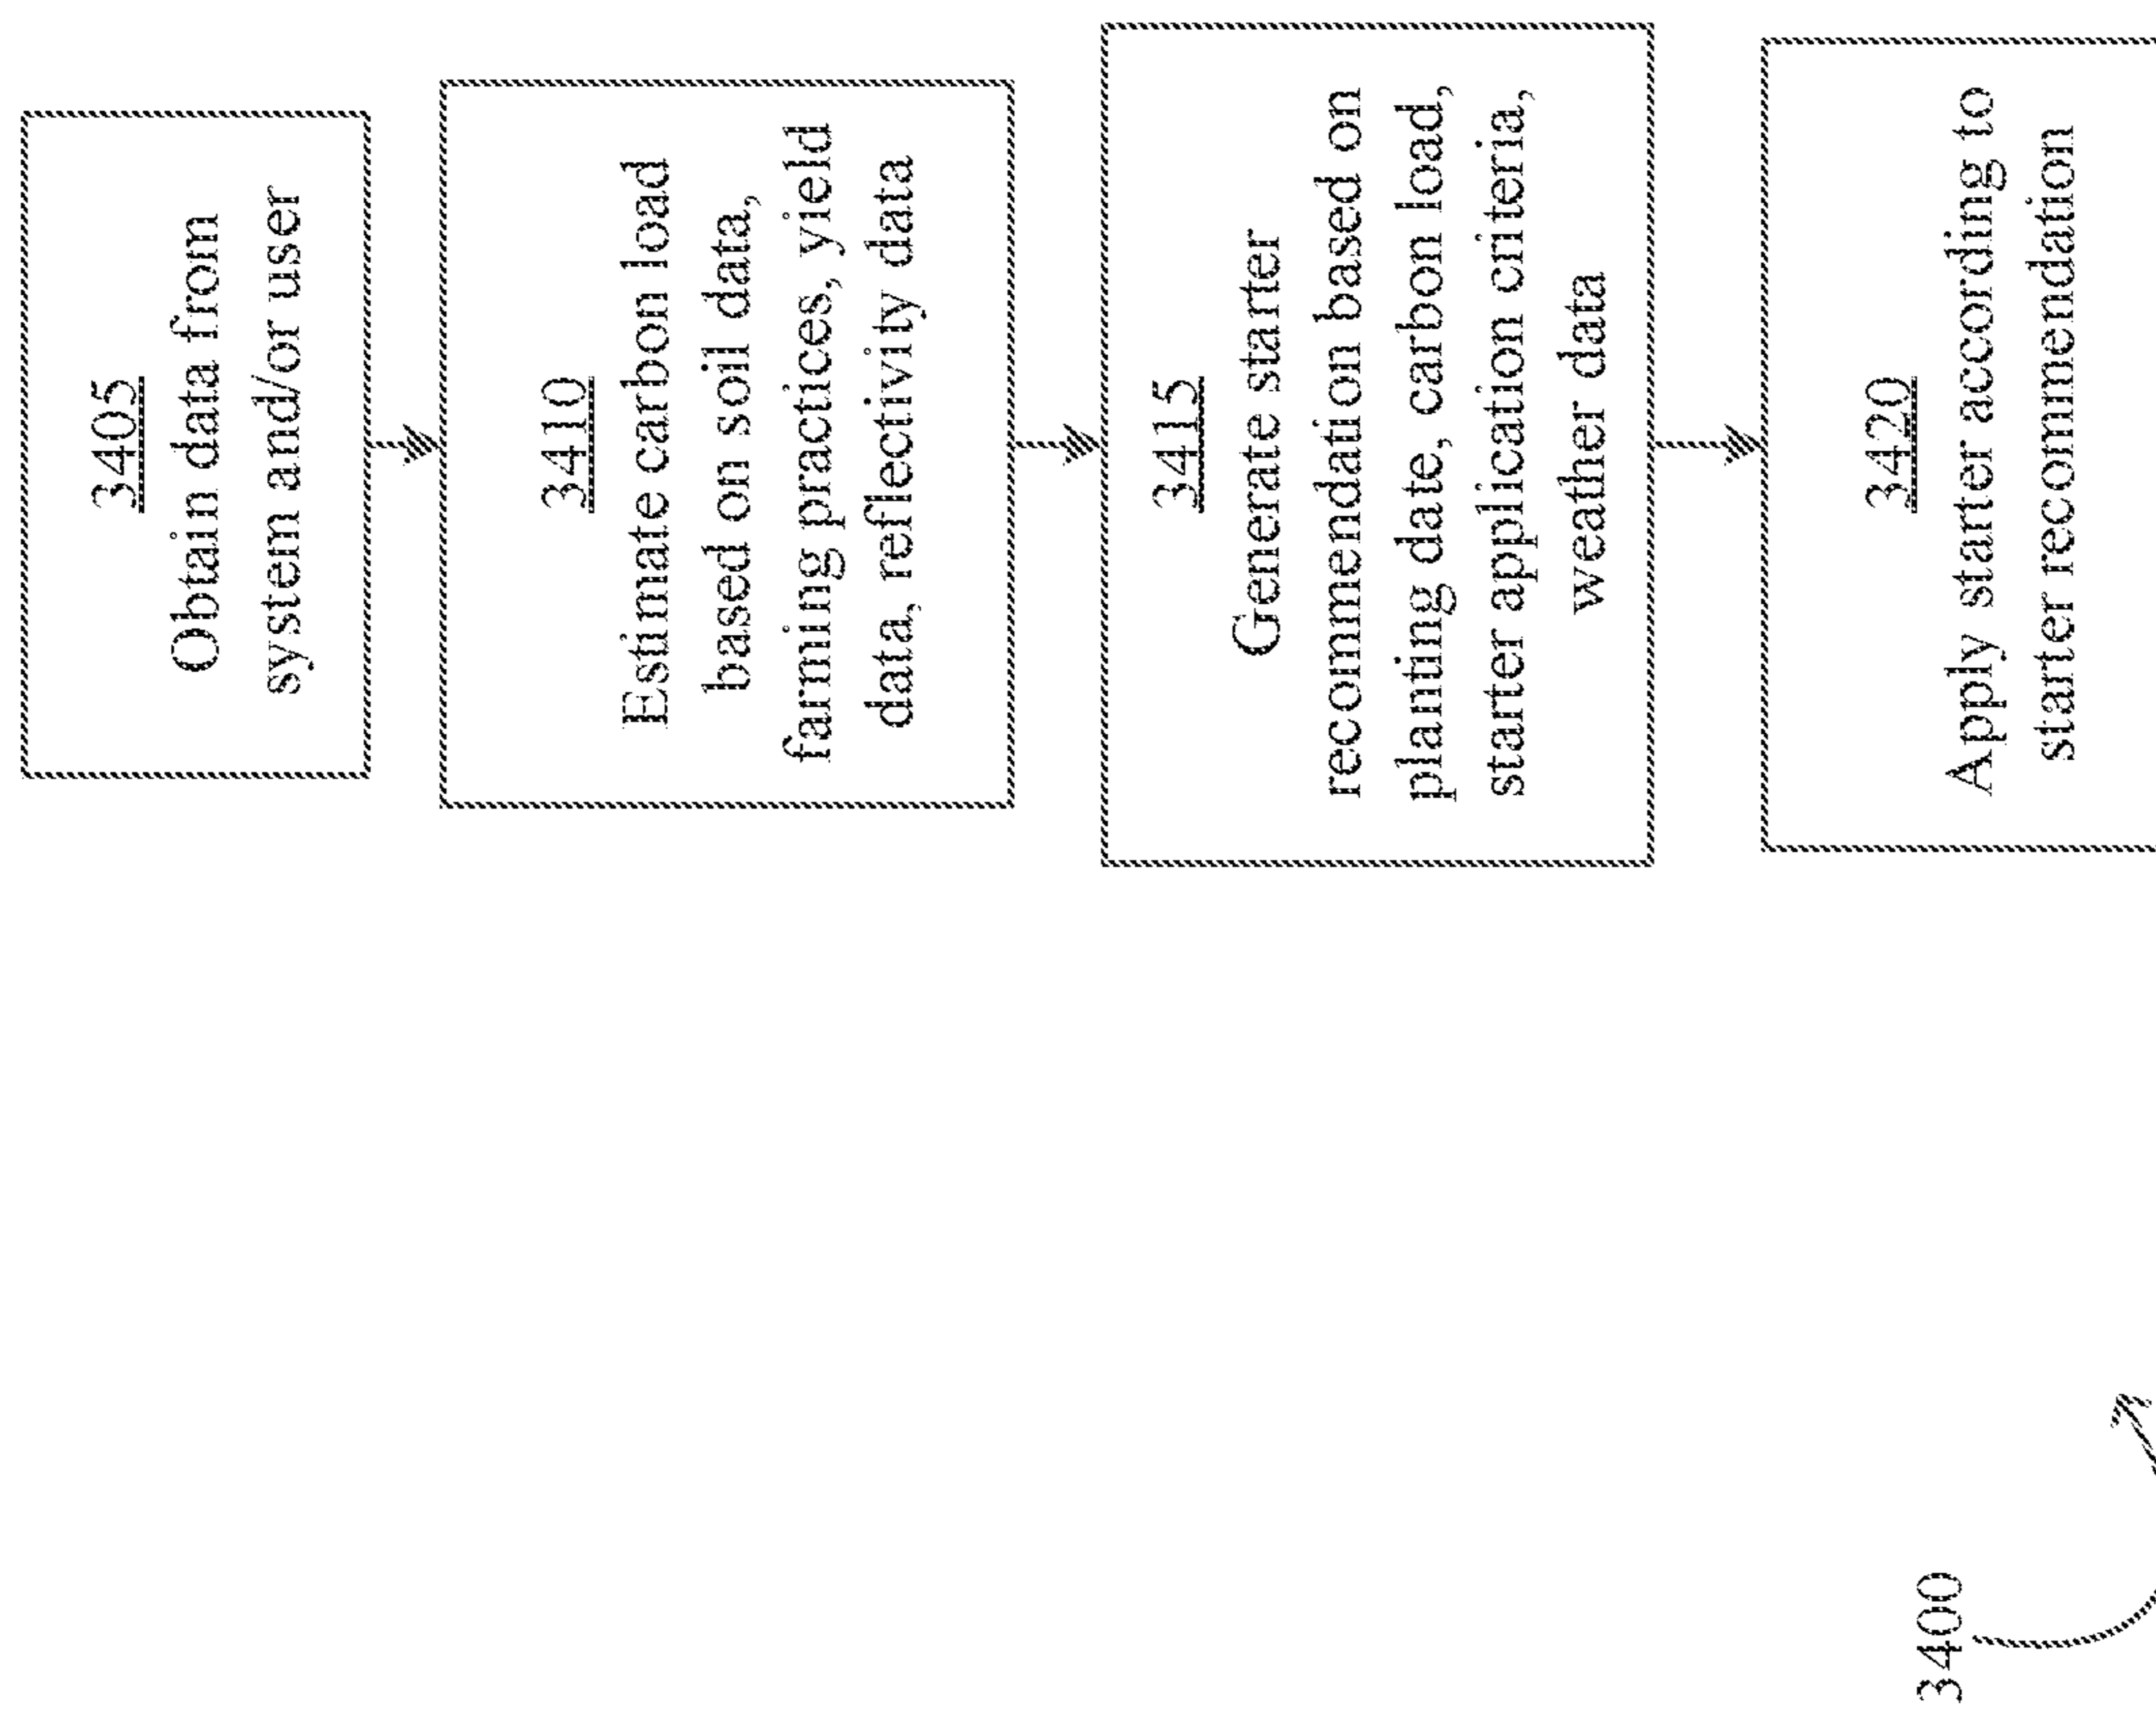 3405
Obtain data from
system and/or user
3410
Estimate carbon load
based on soil data,
farming practices, yield
data, reflectivity data
3415
Generate starter
recommendation based on
planting date, carbon load,
starter application criteria,
weather data
3420
Apply starter according to
starter recommendation
3400